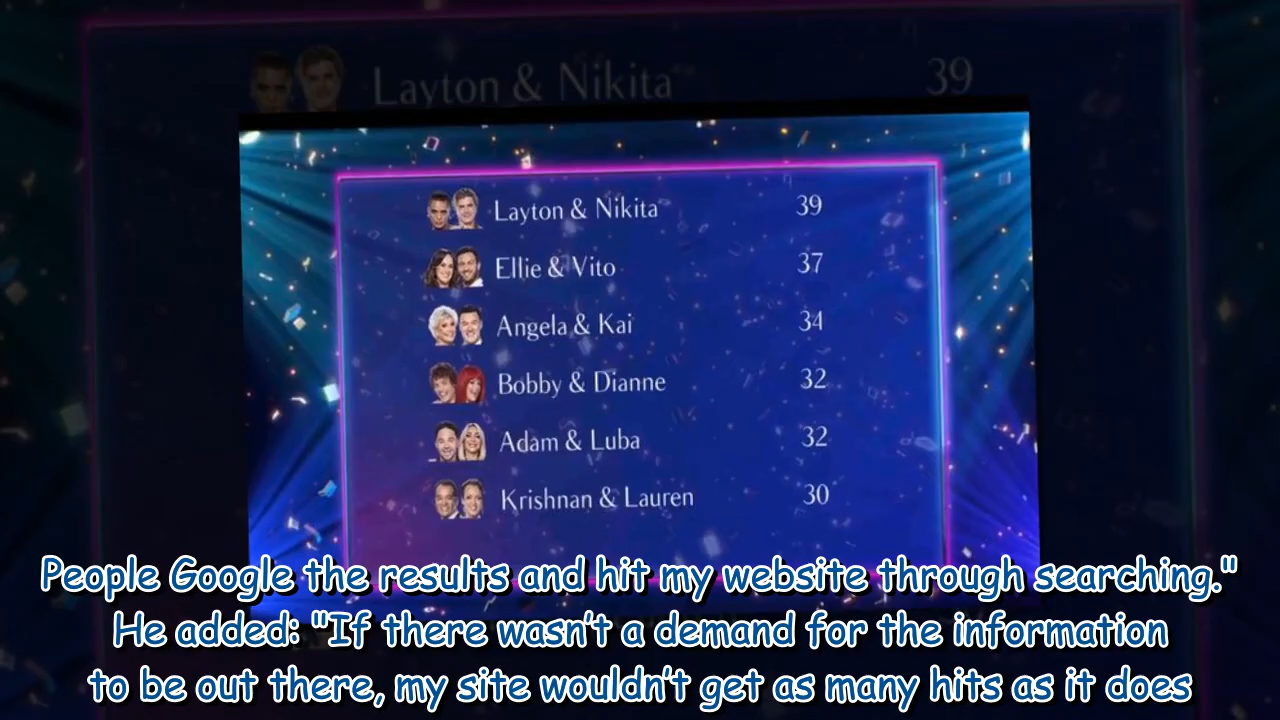 Layton & Nikita 39
Layton & Nikita 39
Ellie & Vito 37
Angela & Kai 34
Bobby & Dianne 32
Adam & Luba 32
Krishnan & Lauren 30
People Google the results and hit my website through searching."
He added: "If there wasn't a demand for the information
to be out there, my site wouldn't get as many hits as it does